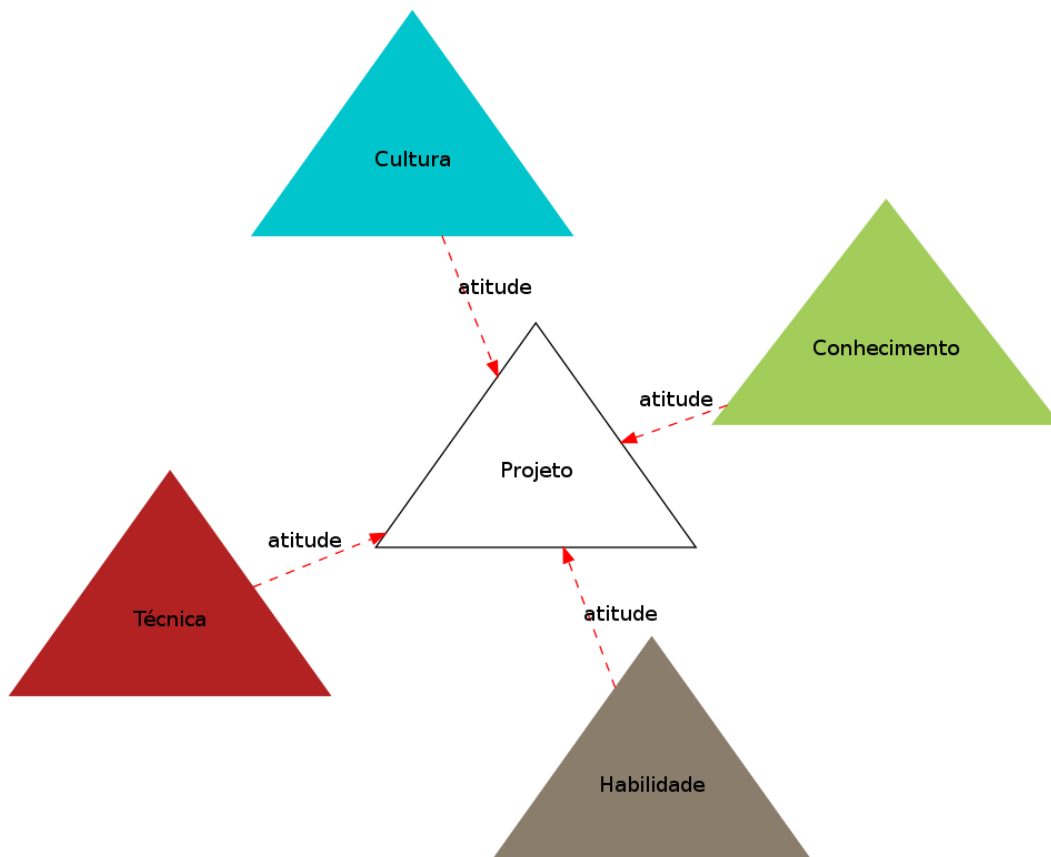 Cultura
atitude
Conhecimento
atitude
Projeto
atitude
Técnica
atitude
Habilidade